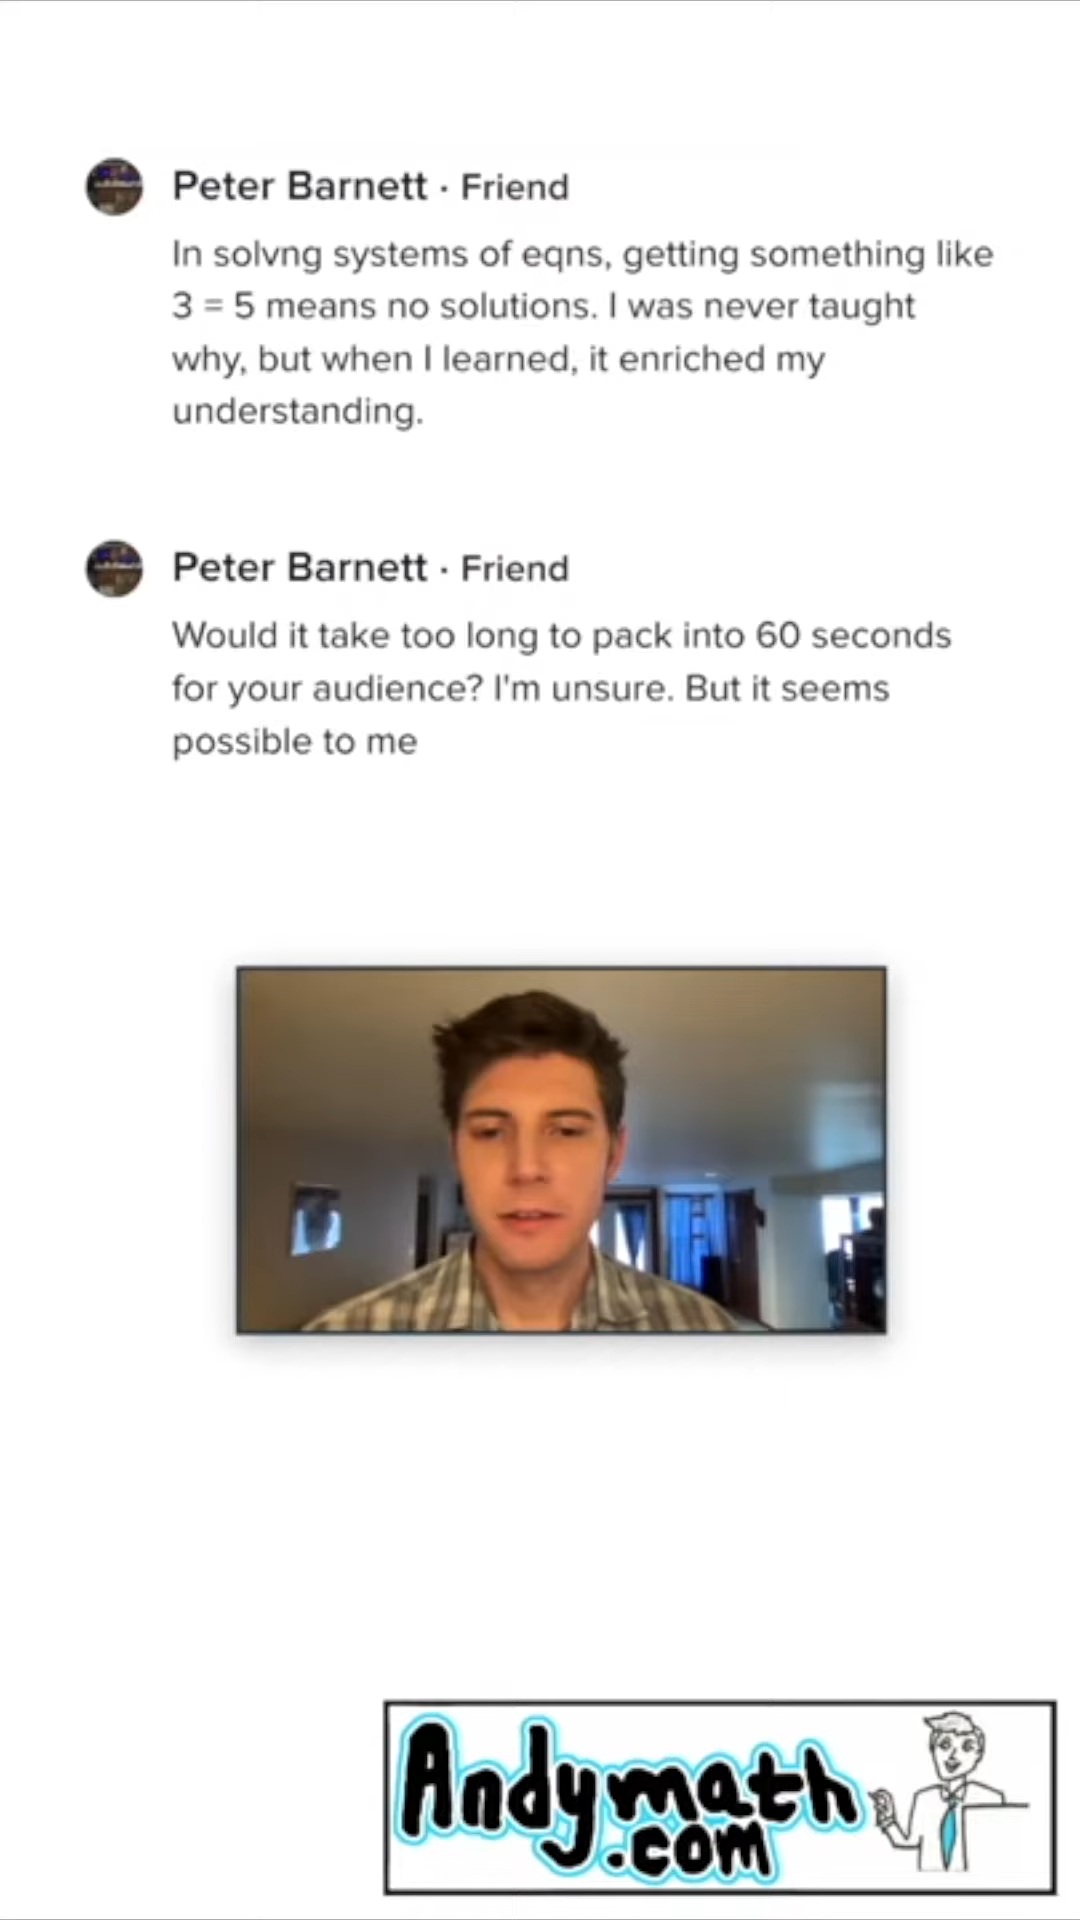 Peter Barnett · Friend
In solvng systems of eqns, getting something like
3 = 5 means no solutions. I was never taught
why, but when I learned, it enriched my
understanding.
Peter Barnett · Friend
Would it take too long to pack into 60 seconds
for your audience? I'm unsure. But it seems
possible to me
Andymath
.com